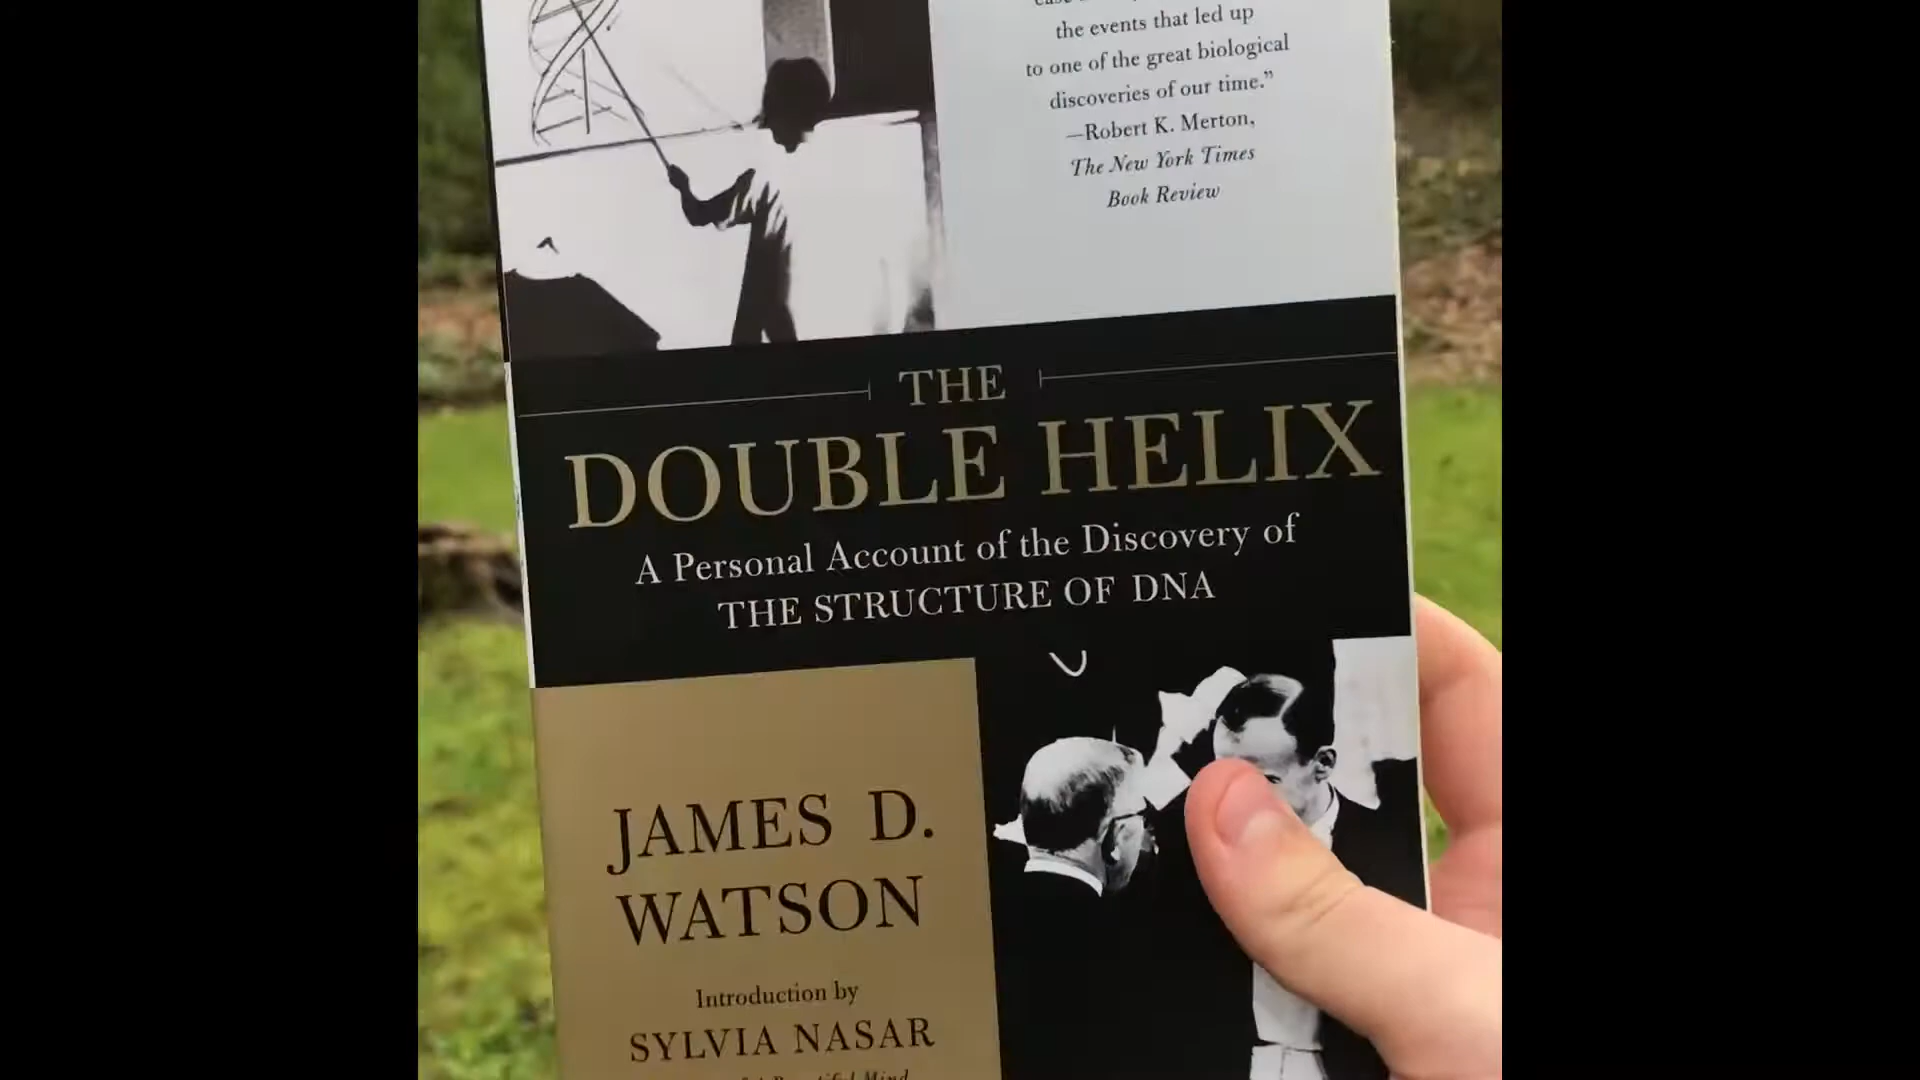 the events that led up
to one of the great biological
discoveries of our time.”
—Robert K. Merton,
The New York Times
Book Review
THE
DOUBLE HELIX
A Personal Account of the Discovery of
THE STRUCTURE OF DNA
JAMES D.
WATSON
Introduction by
SYLVIA NASAR
A Beautiful Mind